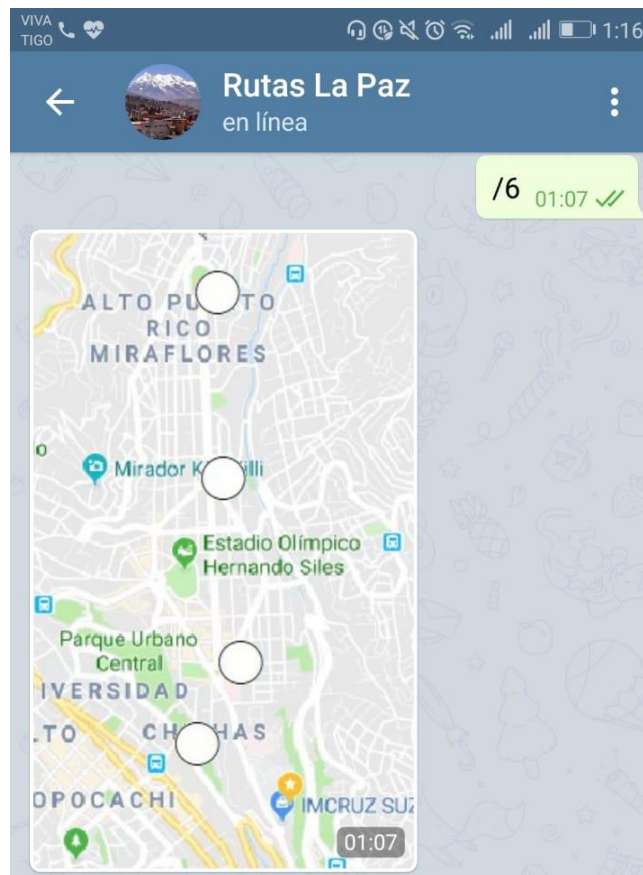 VIVA
TIGO
1:16
Rutas La Paz
en línea
/6 01:07
ALTO PU TO
RICO
MIRAFLORES
Mirador K illi
Estadio Olímpico
Hernando Siles
Parque Urbano
Central
IVERSIDAD
LTO CH HAS
OPOCACHI
IMCRUZ SUZ
01:07